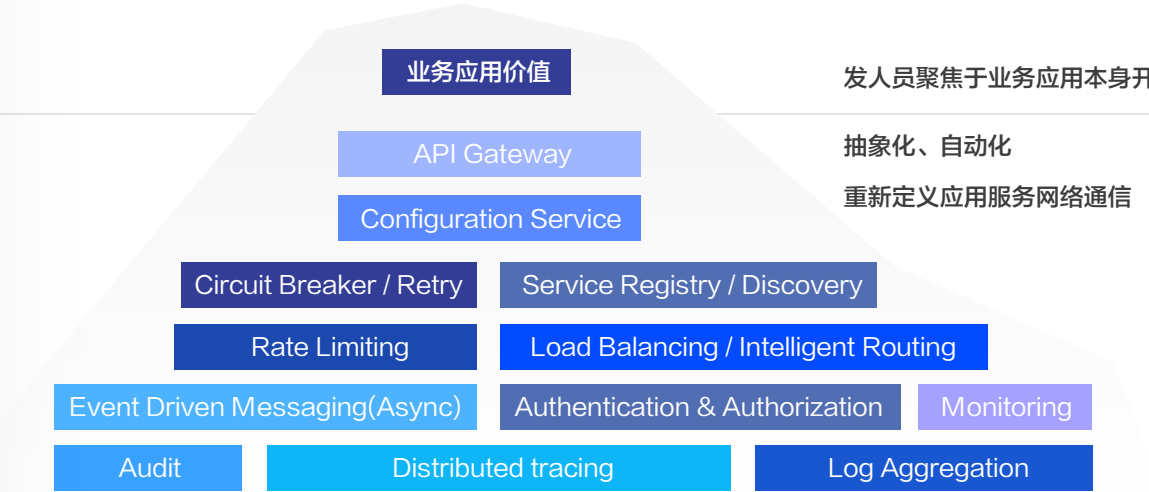 业务应用价值
发人员聚焦于业务应用本身开
API Gateway
抽象化、自动化
Configuration Service
重新定义应用服务网络通信
Circuit Breaker / Retry
Service Registry / Discovery
Rate Limiting
Load Balancing / Intelligent Routing
Event Driven Messaging(Async)
Authentication & Authorization
Monitoring
Audit
Distributed tracing
Log Aggregation